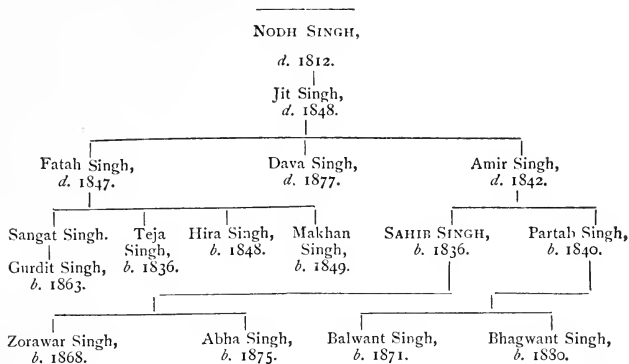 NODH SINGH,
d. 1812.
Jit Singh,
d. 1848.
Fatah Singh,
d. 1847.
Dava Singh,
d. 1877.
Amir Singh,
d. 1842.
Sangat Singh.
Gurdit Singh,
b. 1863.
Teja
Singh,
b. 1836.
Hira Singh,
b. 1848.
Makhan
Singh,
b. 1849.
SAHIB SINGH,
b. 1836.
Partab Singh,
b. 1840.
Zorawar Singh,
b. 1868.
Abha Singh,
b. 1875.
Balwant Singh,
b. 1871.
Bhagwant Singh,
b. 1880.